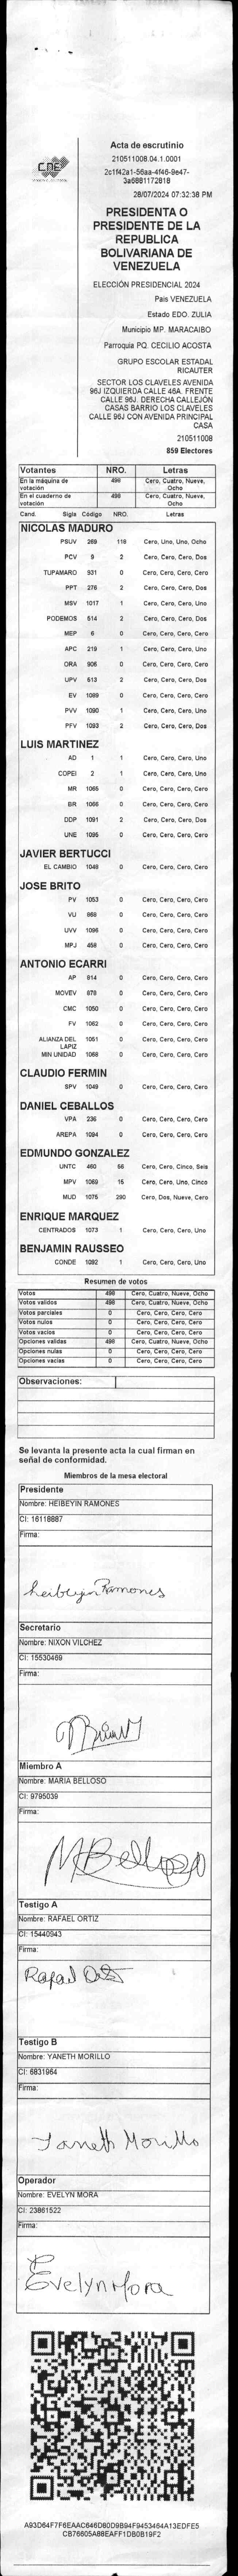 CNE
Acta de escrutinio
210511008.04.1.0001
2c1f42a1-56aa-4f46-9e47-
3a6881172818
28/07/2024 07:32:38 PM
PRESIDENTA O
PRESIDENTE DE LA
REPUBLICA
BOLIVARIANA DE
VENEZUELA
ELECCIÓN PRESIDENCIAL 2024
País VENEZUELA
Estado EDO. ZULIA
Municipio MP. MARACAIBO
Parroquia PQ. CECILIO ACOSTA
GRUPO ESCOLAR ESTADAL
RICAUTER
SECTOR LOS CLAVELES AVENIDA
96J IZQUIERDA CALLE 46A. FRENTE
CALLE 96J. DERECHA CALLEJÓN
CASAS BARRIO LOS CLAVELES
CALLE 96J CON AVENIDA PRINCIPAL
CASA
210511008
859 Electores
Votantes NRO. Letras
En la máquina de votación 498 Cero, Cuatro, Nueve, Ocho
En el cuaderno de votación 498 Cero, Cuatro, Nueve, Ocho
Cand. Sigla Código NRO. Letras
NICOLAS MADURO
PSUV 269 118 Cero, Uno, Uno, Ocho
PCV 9 2 Cero, Cero, Cero, Dos
TUPAMARO 931 0 Cero, Cero, Cero, Cero
PPT 276 2 Cero, Cero, Cero, Dos
MSV 1017 1 Cero, Cero, Cero, Uno
PODEMOS 514 2 Cero, Cero, Cero, Dos
MEP 6 0 Cero, Cero, Cero, Cero
APC 219 1 Cero, Cero, Cero, Uno
ORA 906 0 Cero, Cero, Cero, Cero
UPV 513 2 Cero, Cero, Cero, Dos
EV 1089 0 Cero, Cero, Cero, Cero
PVV 1090 1 Cero, Cero, Cero, Uno
PFV 1093 2 Cero, Cero, Cero, Dos
LUIS MARTINEZ
AD 1 1 Cero, Cero, Cero, Uno
COPEI 2 1 Cero, Cero, Cero, Uno
MR 1065 0 Cero, Cero, Cero, Cero
BR 1066 0 Cero, Cero, Cero, Cero
DDP 1091 2 Cero, Cero, Cero, Dos
UNE 1095 0 Cero, Cero, Cero, Cero
JAVIER BERTUCCI
EL CAMBIO 1048 0 Cero, Cero, Cero, Cero
JOSE BRITO
PV 1053 0 Cero, Cero, Cero, Cero
VU 969 0 Cero, Cero, Cero, Cero
UVV 1096 0 Cero, Cero, Cero, Cero
MPJ 458 0 Cero, Cero, Cero, Cero
ANTONIO ECARRI
AP 914 0 Cero, Cero, Cero, Cero
MOVEV 979 0 Cero, Cero, Cero, Cero
CMC 1050 0 Cero, Cero, Cero, Cero
FV 1062 0 Cero, Cero, Cero, Cero
ALIANZA DEL LAPIZ 1051 0 Cero, Cero, Cero, Cero
MIN UNIDAD 1068 0 Cero, Cero, Cero, Cero
CLAUDIO FERMIN
SPV 1049 0 Cero, Cero, Cero, Cero
DANIEL CEBALLOS
VPA 236 0 Cero, Cero, Cero, Cero
AREPA 1094 0 Cero, Cero, Cero, Cero
EDMUNDO GONZALEZ
UNTC 460 56 Cero, Cero, Cinco, Seis
MPV 1069 15 Cero, Cero, Uno, Cinco
MUD 1075 290 Cero, Dos, Nueve, Cero
ENRIQUE MARQUEZ
CENTRADOS 1073 1 Cero, Cero, Cero, Uno
BENJAMIN RAUSSEO
CONDE 1092 1 Cero, Cero, Cero, Uno
Resumen de votos
Votos 498 Cero, Cuatro, Nueve, Ocho
Votos validos 498 Cero, Cuatro, Nueve, Ocho
Votos parciales 0 Cero, Cero, Cero, Cero
Votos nulos 0 Cero, Cero, Cero, Cero
Votos vacios 0 Cero, Cero, Cero, Cero
Opciones validas 498 Cero, Cuatro, Nueve, Ocho
Opciones nulas 0 Cero, Cero, Cero, Cero
Opciones vacias 0 Cero, Cero, Cero, Cero
Observaciones:
Se levanta la presente acta la cual firman en
señal de conformidad.
Miembros de la mesa electoral
Presidente
Nombre: HEIBEYIN RAMONES
CI: 16118887
Firma:
heibeyin Ramones
Secretario
Nombre: NIXON VILCHEZ
CI: 15530469
Firma:
Miembro A
Nombre: MARIA BELLOSO
CI: 9795039
Firma:
MBelloso
Testigo A
Nombre: RAFAEL ORTIZ
CI: 15440943
Firma:
Rafael
Testigo B
Nombre: YANETH MORILLO
CI: 6831964
Firma:
Janeth Morillo
Operador
Nombre: EVELYN MORA
CI: 23861522
Firma:
Evelyn Mora
A93D64F7F6EAAC646D60D9B94F9453464A13EDFE5
CB76605A88EAFF1DB0B19F2